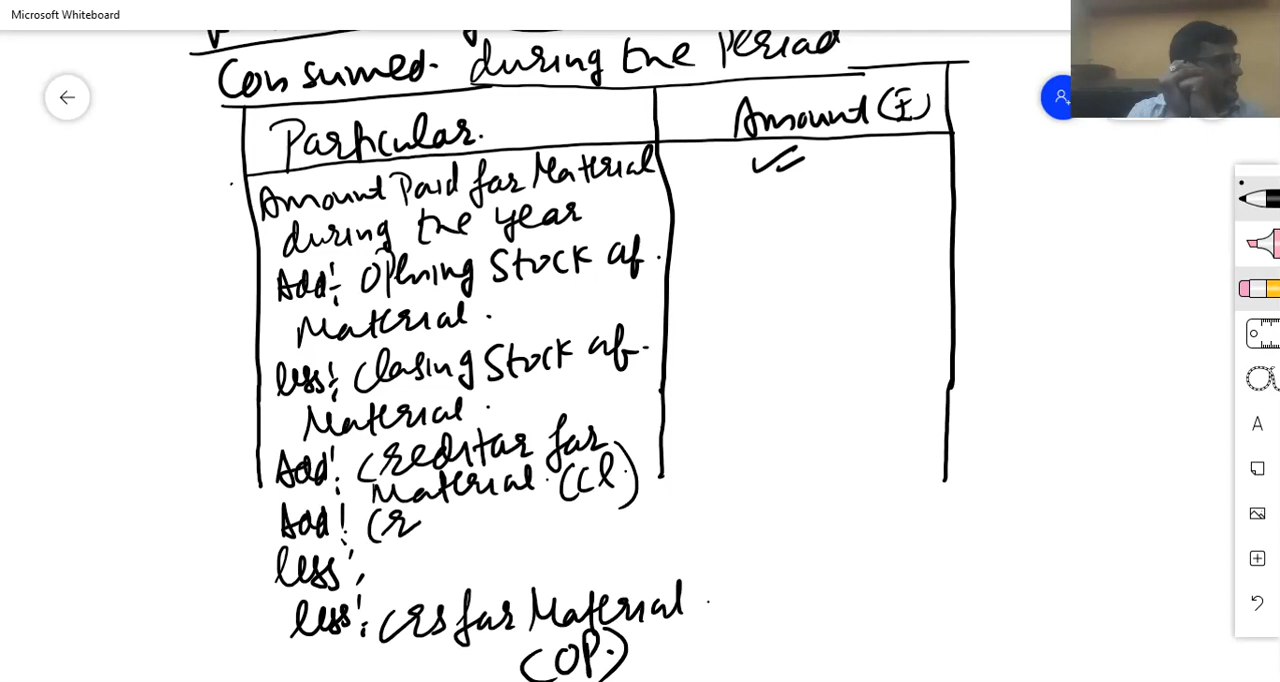 Microsoft Whiteboard
Consumed. during the Period
Particular.
Amount (₹)
Amount Paid for Material
during the year
Add:- Opening Stock of
Material.
less: Closing Stock of
Material.
Add: Creditor for
Material. (Cl.)
Add: Cr
less:
less: Crs for Material
(OP.)
A